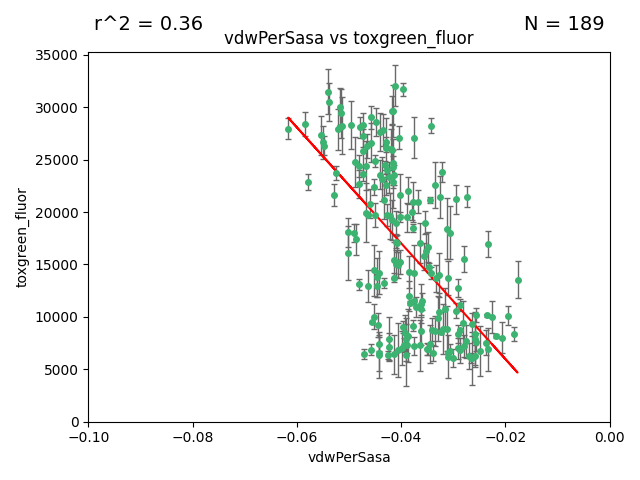 r^2 = 0.36
N = 189
vdwPerSasa vs toxgreen_fluor
35000
30000
25000
20000
15000
10000
5000
0
toxgreen_fluor
−0.10
−0.08
−0.06
−0.04
−0.02
0.00
vdwPerSasa